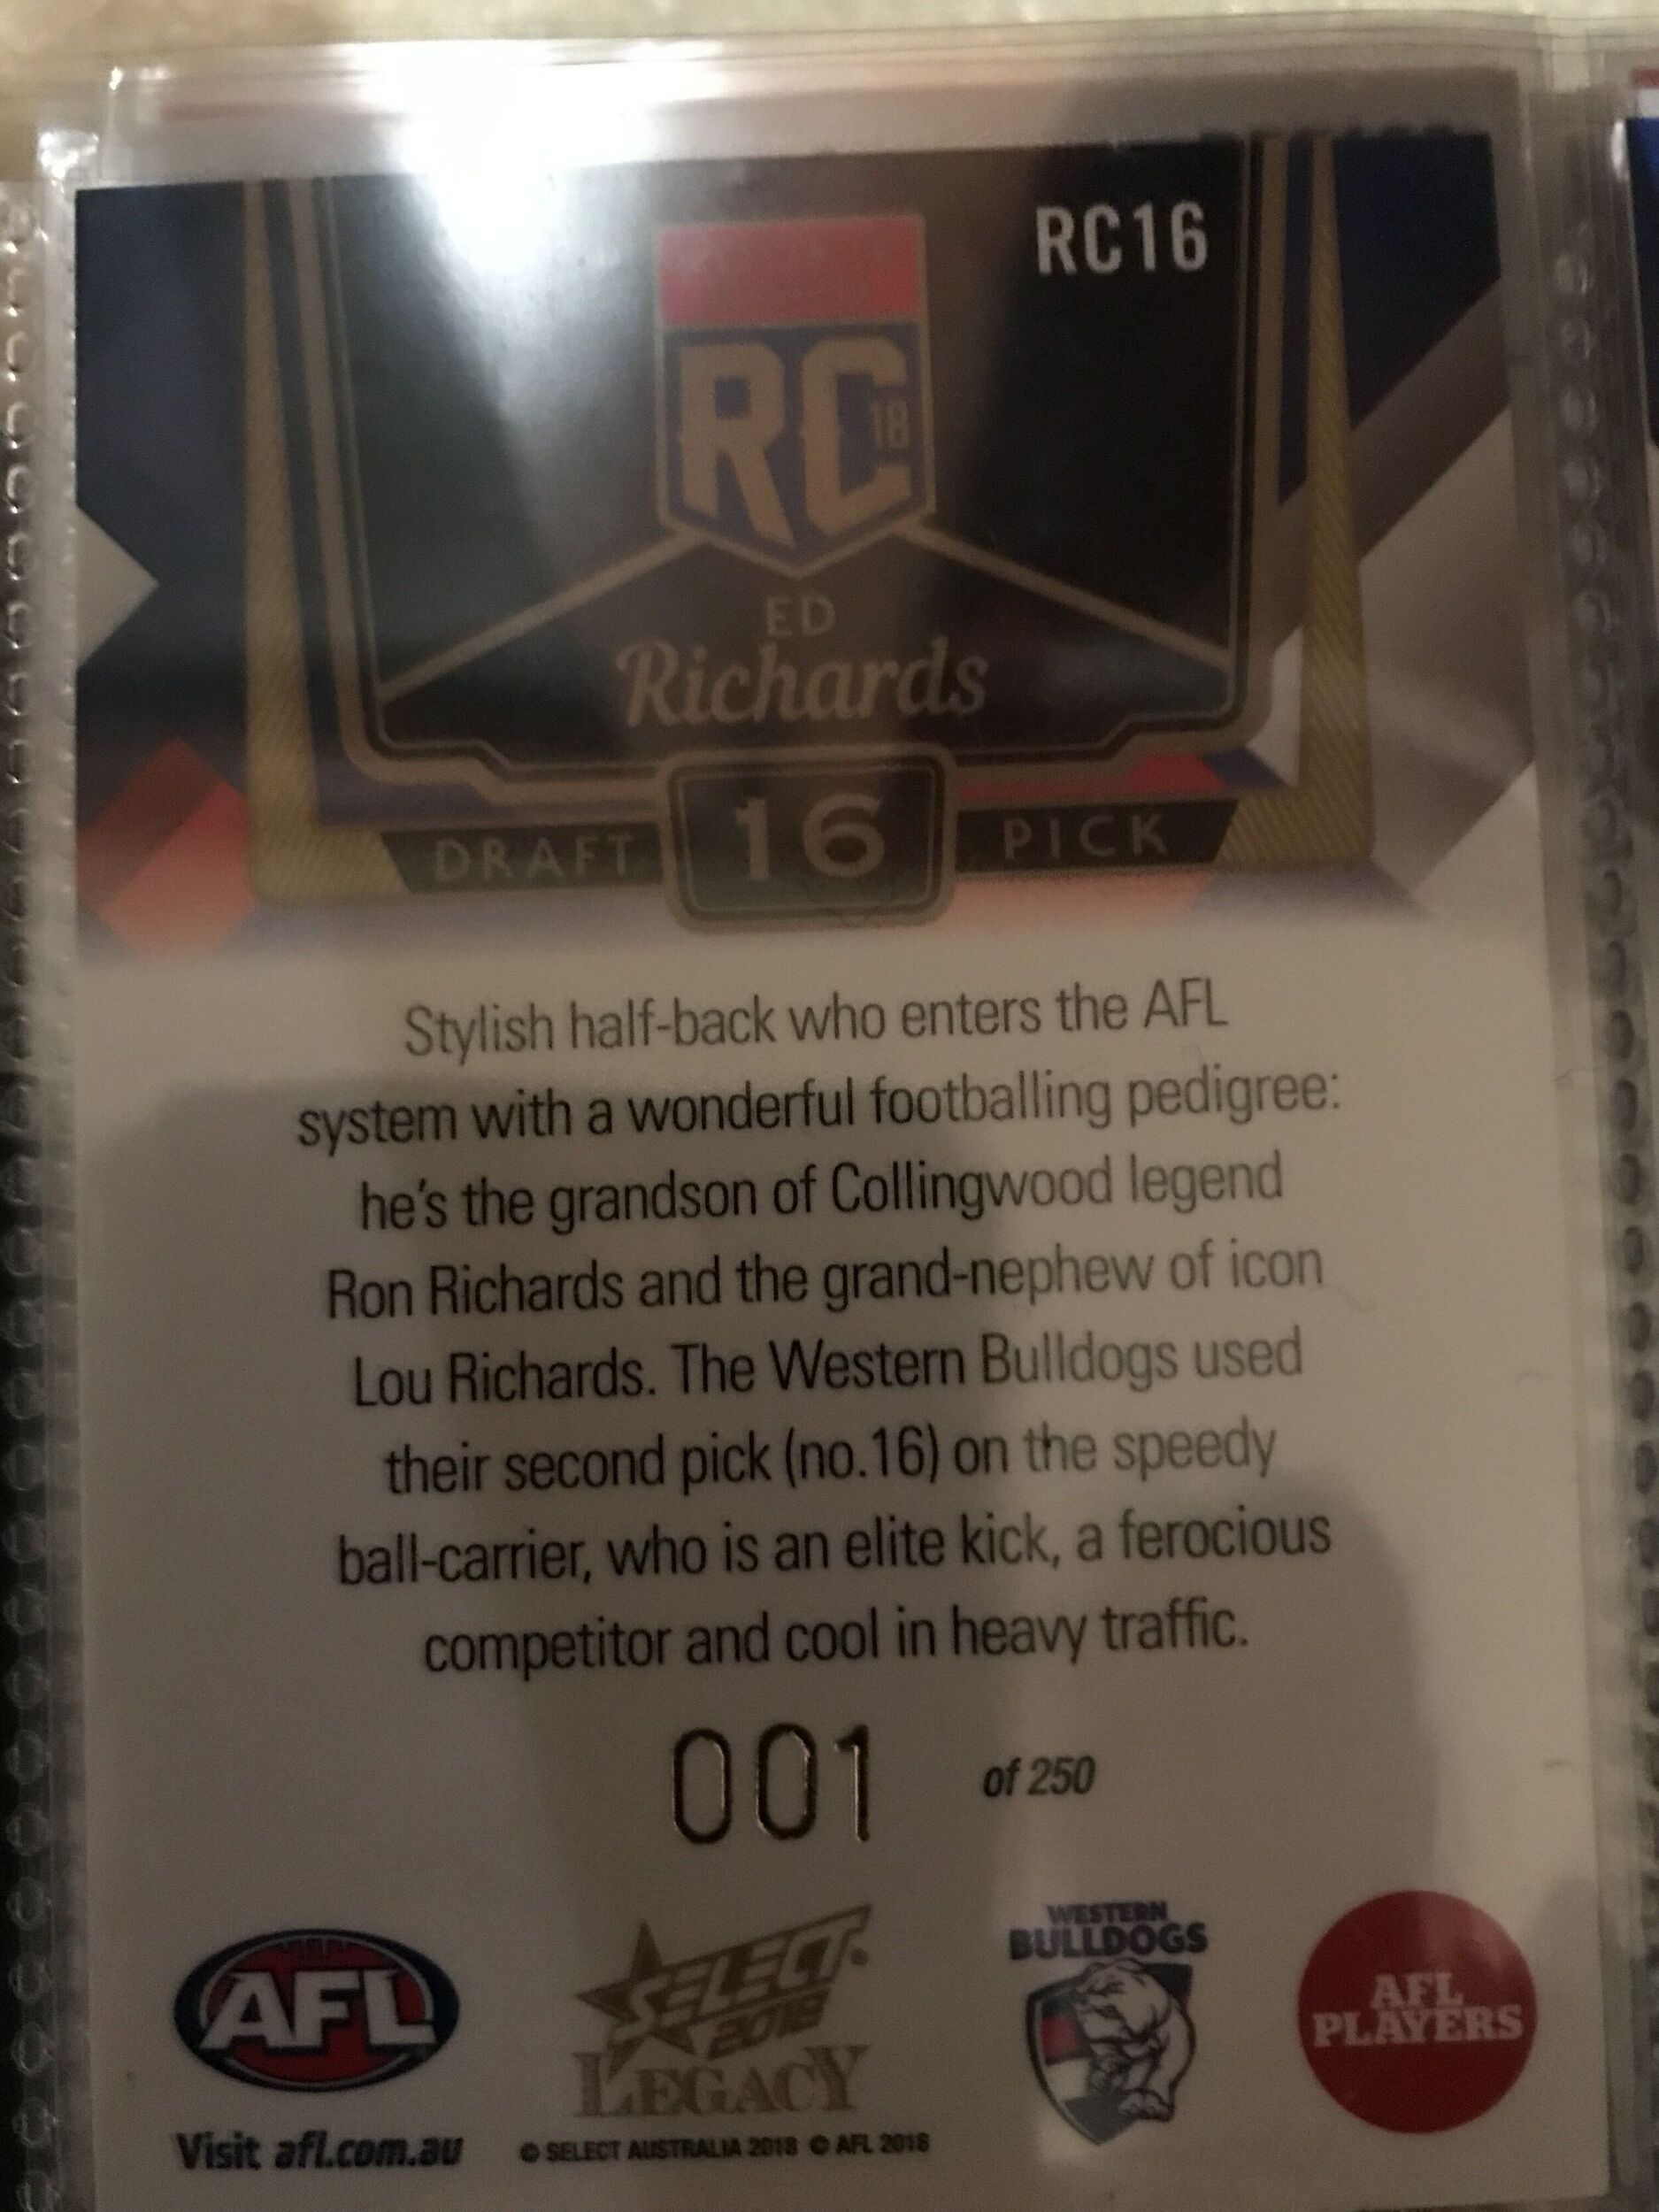 RC16
RC
18
ED
Richards
DRAFT 16 PICK
Stylish half-back who enters the AFL
system with a wonderful footballing pedigree:
he's the grandson of Collingwood legend
Ron Richards and the grand-nephew of icon
Lou Richards. The Western Bulldogs used
their second pick (no.16) on the speedy
ball-carrier, who is an elite kick, a ferocious
competitor and cool in heavy traffic.
001 of 250
AFL
Visit afl.com.au
SELECT
2018
LEGACY
© SELECT AUSTRALIA 2018 © AFL 2018
WESTERN
BULLDOGS
AFL
PLAYERS